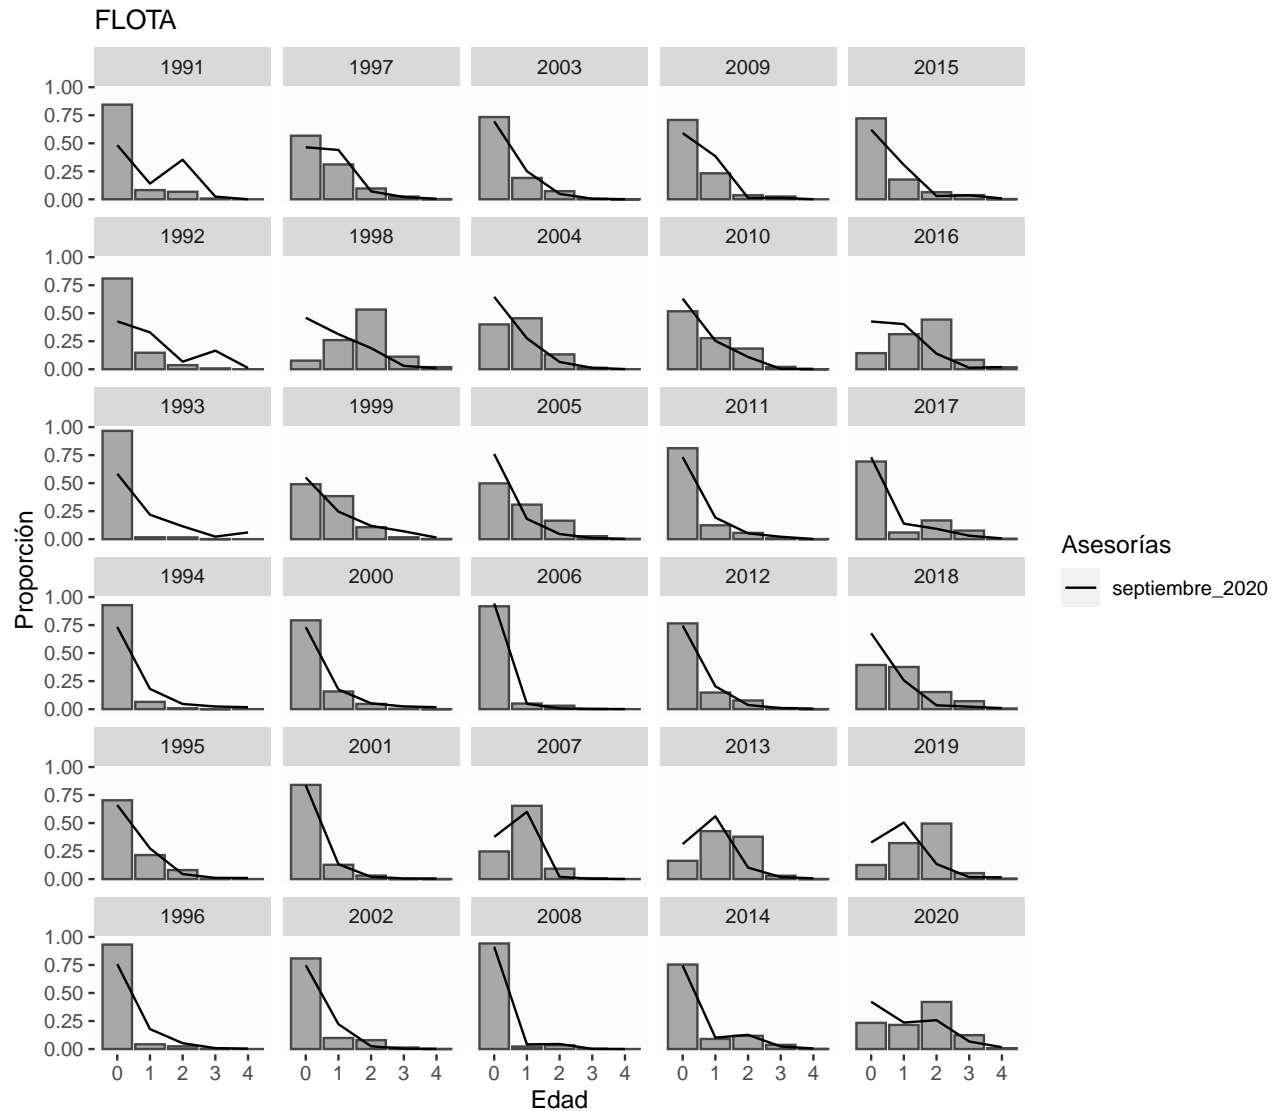 FLOTA
1991 1997 2003 2009 2015
1.00
0.75
0.50
0.25
0.00
1992 1998 2004 2010 2016
1.00
0.75
0.50
0.25
0.00
1993 1999 2005 2011 2017
1.00
0.75
0.50
0.25
0.00
1994 2000 2006 2012 2018
1.00
0.75
0.50
0.25
0.00
1995 2001 2007 2013 2019
1.00
0.75
0.50
0.25
0.00
1996 2002 2008 2014 2020
1.00
0.75
0.50
0.25
0.00
0 1 2 3 4 0 1 2 3 4 0 1 2 3 4 0 1 2 3 4 0 1 2 3 4
Edad
Proporción
Asesorías
septiembre_2020